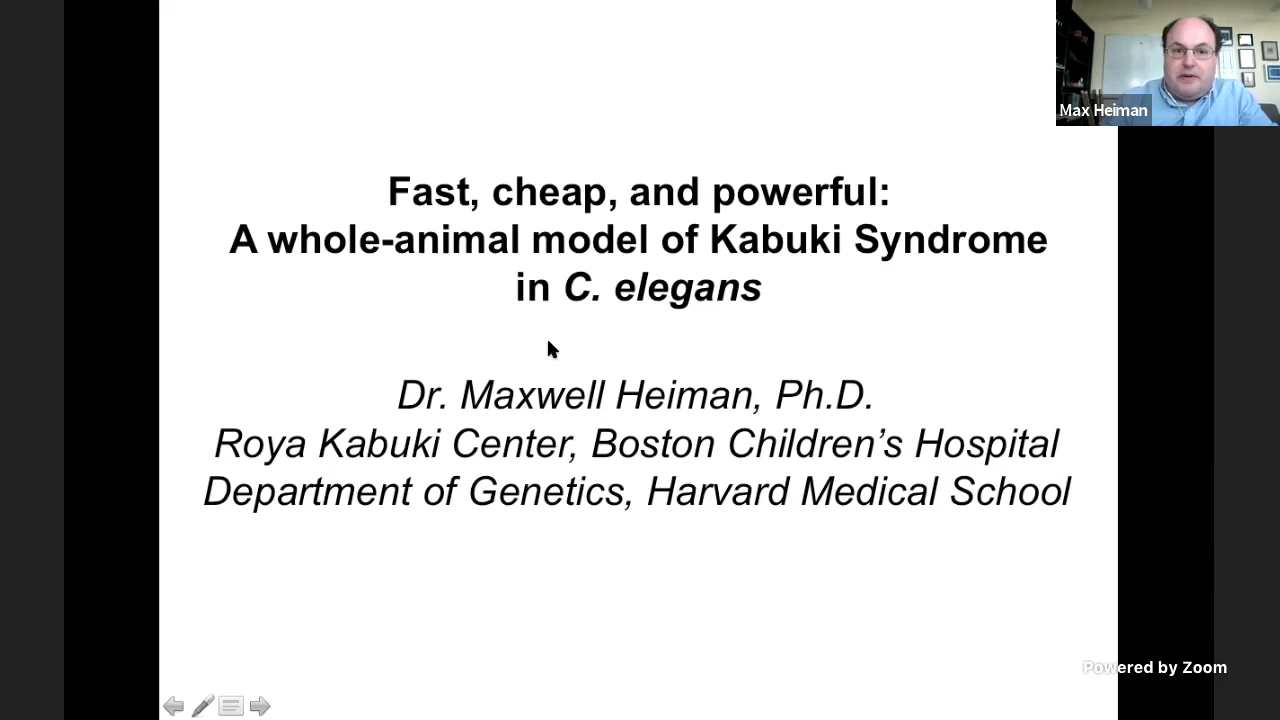 Max Heiman
Fast, cheap, and powerful:
A whole-animal model of Kabuki Syndrome
in C. elegans
Dr. Maxwell Heiman, Ph.D.
Roya Kabuki Center, Boston Children’s Hospital
Department of Genetics, Harvard Medical School
Powered by Zoom